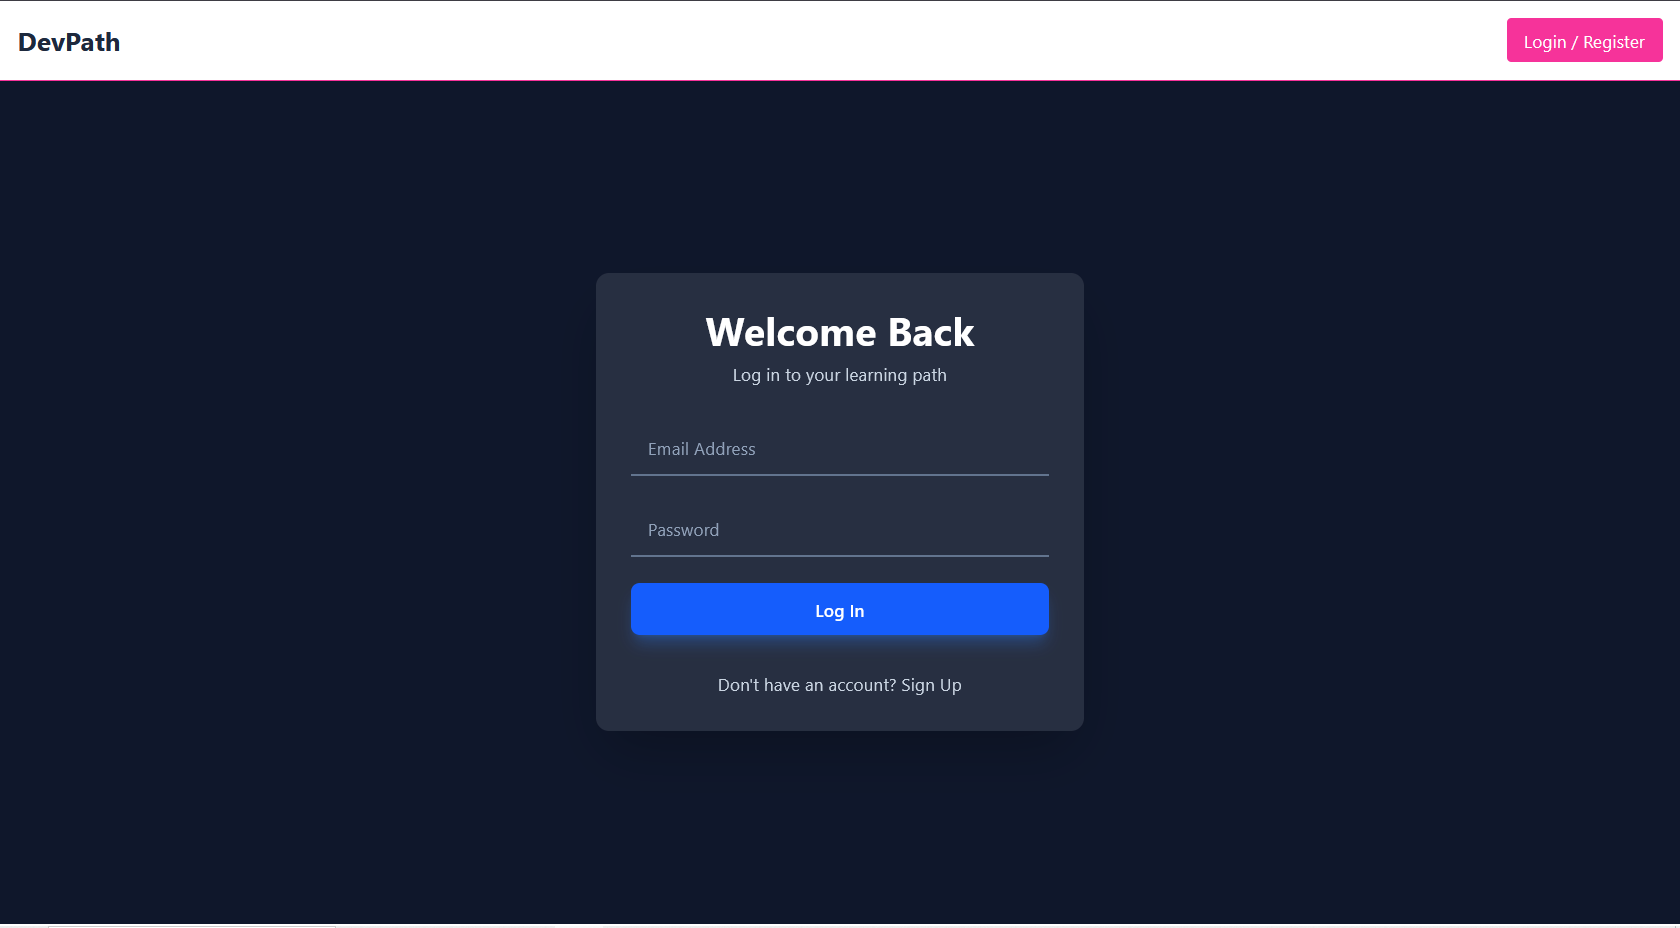 DevPath
Login / Register
Welcome Back
Log in to your learning path
Email Address
Password
Log In
Don't have an account? Sign Up